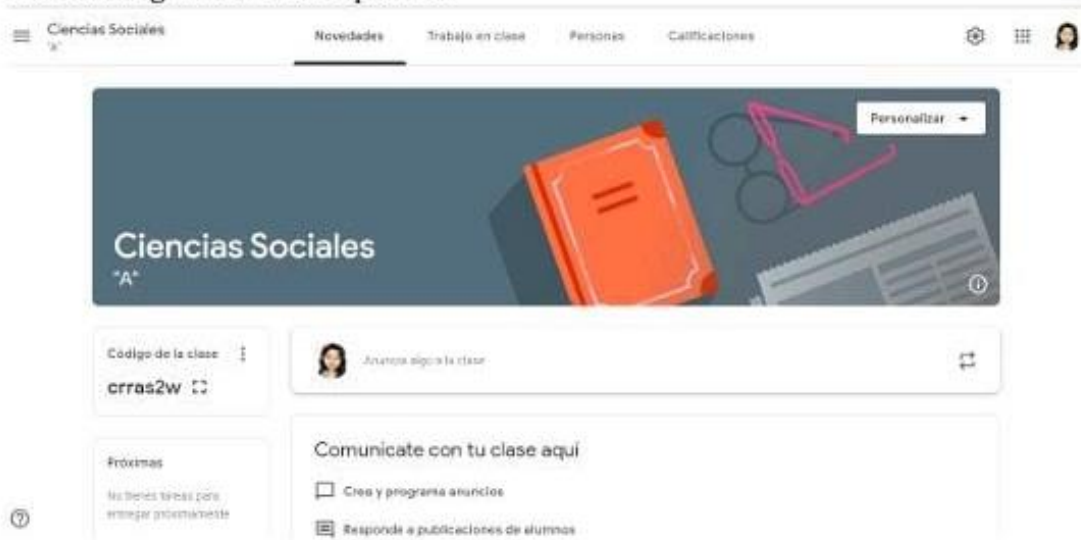 Ciencias Sociales
"A"
Novedades
Trabajo en clase
Personas
Calificaciones
Personalizar
Ciencias Sociales
"A"
Código de la clase
crras2w
Anuncia algo a la clase
Próximas
No tienes tareas para
entregar próximamente
Comunícate con tu clase aquí
Crea y programa anuncios
Responde a publicaciones de alumnos